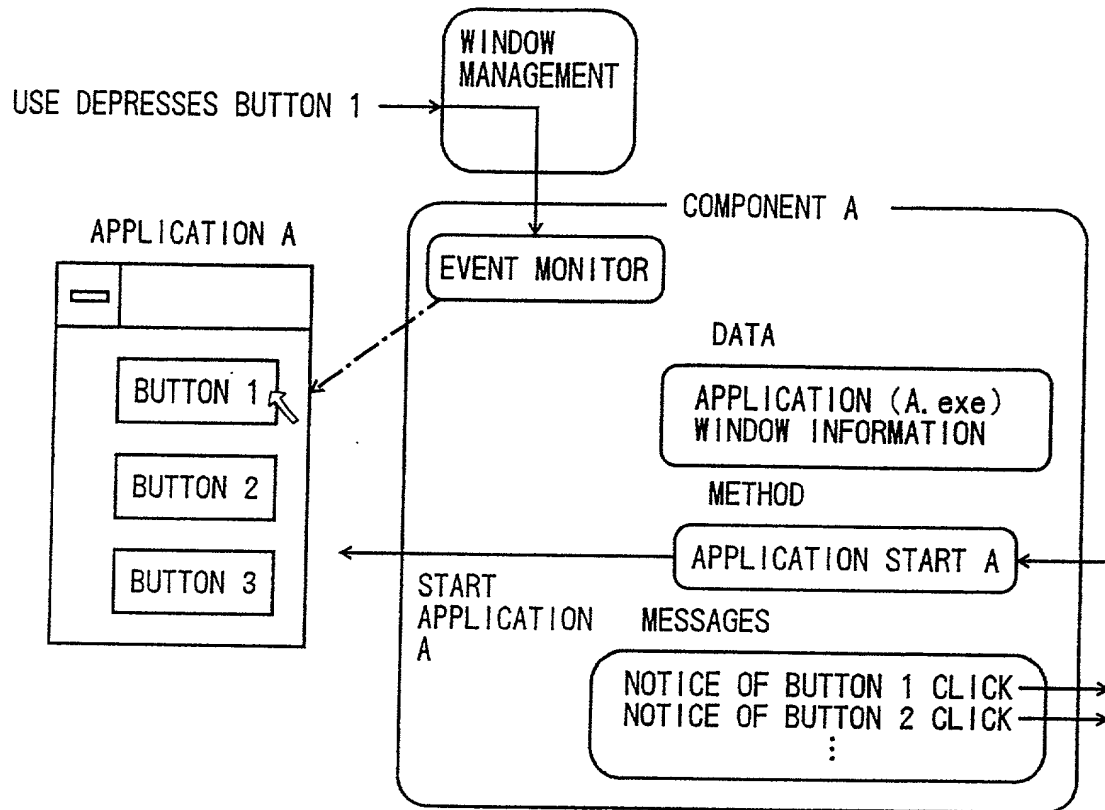 WINDOW
MANAGEMENT
USE DEPRESSES BUTTON 1
COMPONENT A
APPLICATION A
EVENT MONITOR
DATA
BUTTON 1
APPLICATION (A.exe)
WINDOW INFORMATION
BUTTON 2
METHOD
APPLICATION START A
BUTTON 3
START
APPLICATION
A
MESSAGES
NOTICE OF BUTTON 1 CLICK
NOTICE OF BUTTON 2 CLICK
⋮